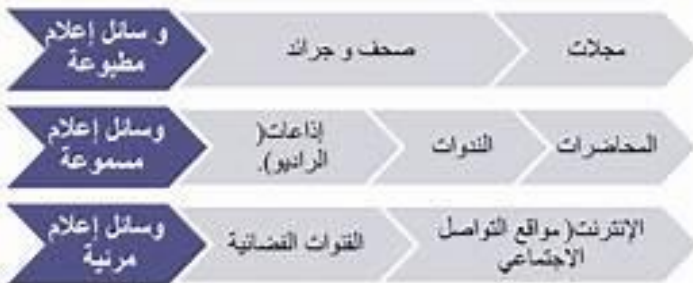 و سائل إعلام
مطبوعة
صحف و جرائد
مجلات
وسائل إعلام
مسموعة
إذاعات(
الراديو).
الندوات
المحاضرات
وسائل إعلام
مرئية
القنوات الفضائية
الإنترنت( مواقع التواصل
الاجتماعي